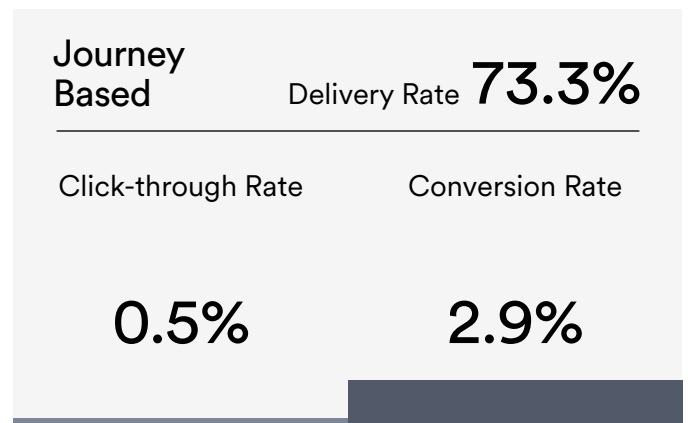 Journey
Based
Delivery Rate 73.3%
Click-through Rate
Conversion Rate
0.5%
2.9%